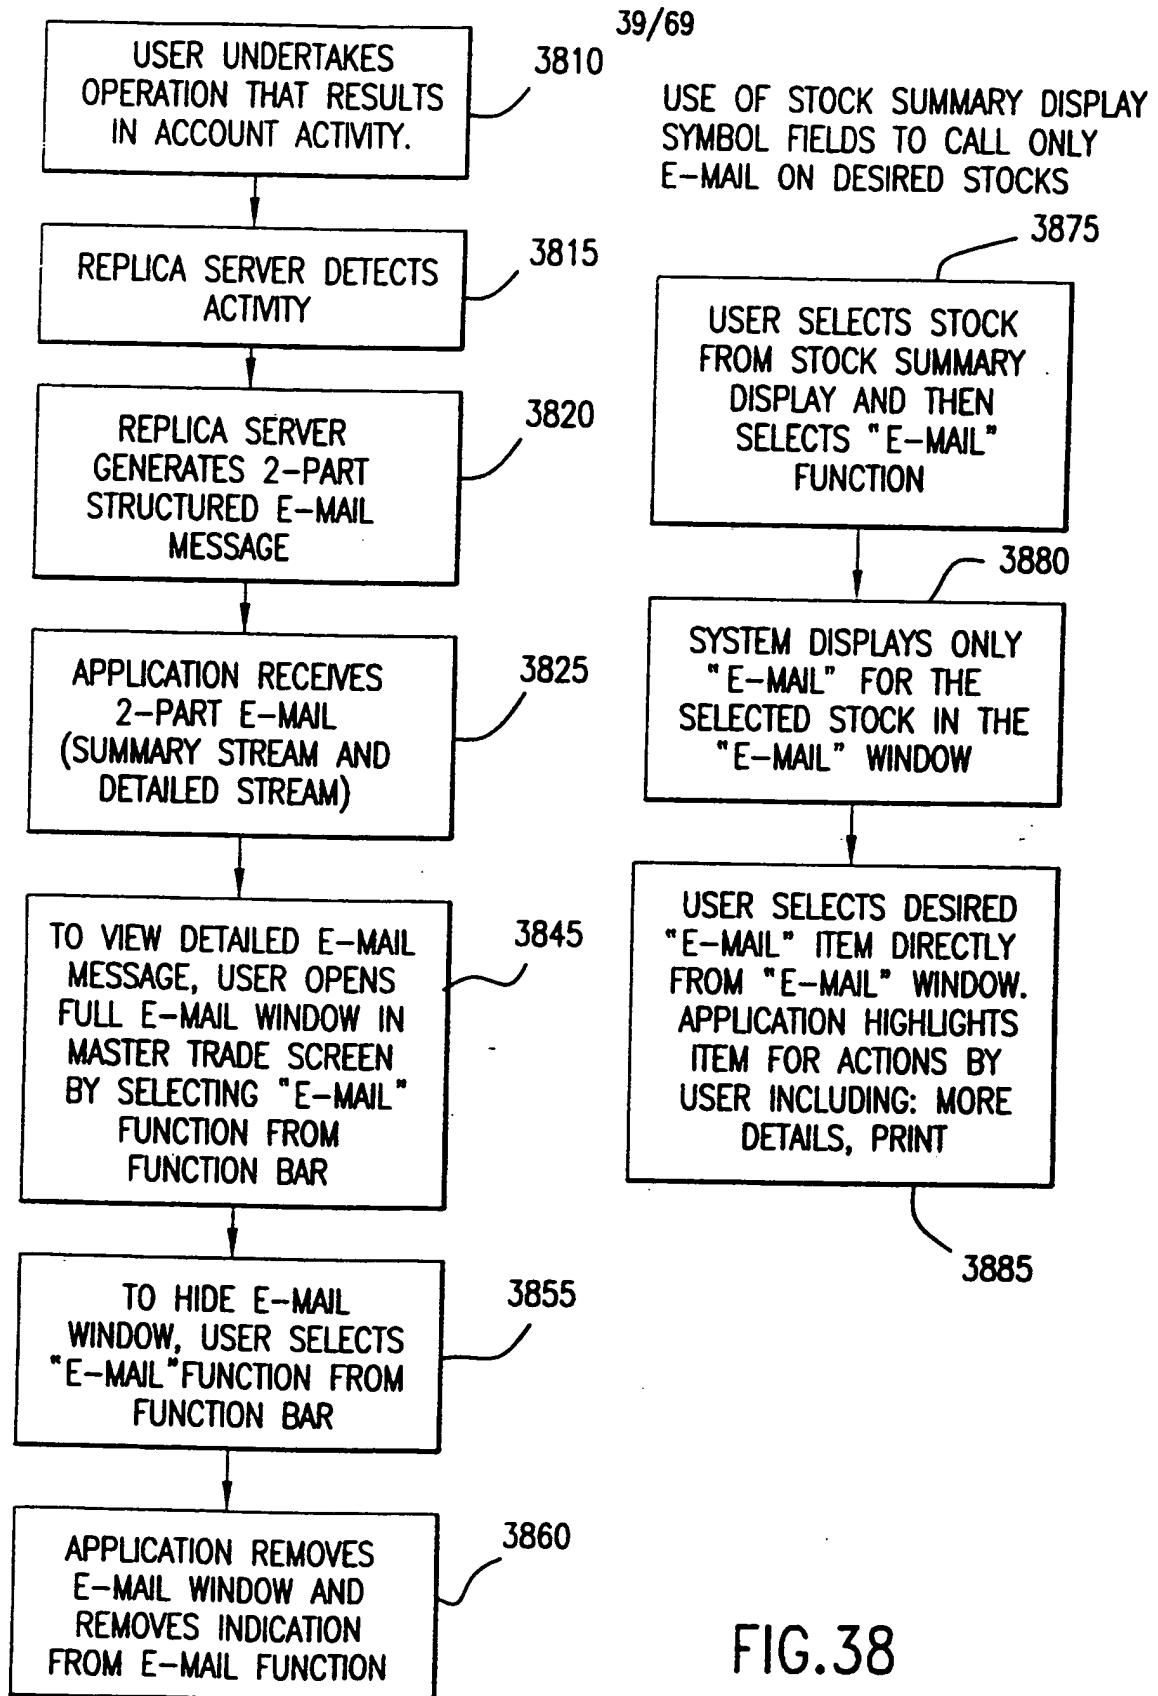 39/69
USER UNDERTAKES
OPERATION THAT RESULTS
IN ACCOUNT ACTIVITY.
3810
REPLICA SERVER DETECTS
ACTIVITY
3815
REPLICA SERVER
GENERATES 2-PART
STRUCTURED E-MAIL
MESSAGE
3820
APPLICATION RECEIVES
2-PART E-MAIL
(SUMMARY STREAM AND
DETAILED STREAM)
3825
TO VIEW DETAILED E-MAIL
MESSAGE, USER OPENS
FULL E-MAIL WINDOW IN
MASTER TRADE SCREEN
BY SELECTING "E-MAIL"
FUNCTION FROM
FUNCTION BAR
3845
TO HIDE E-MAIL
WINDOW, USER SELECTS
"E-MAIL"FUNCTION FROM
FUNCTION BAR
3855
APPLICATION REMOVES
E-MAIL WINDOW AND
REMOVES INDICATION
FROM E-MAIL FUNCTION
3860
USE OF STOCK SUMMARY DISPLAY
SYMBOL FIELDS TO CALL ONLY
E-MAIL ON DESIRED STOCKS
3875
USER SELECTS STOCK
FROM STOCK SUMMARY
DISPLAY AND THEN
SELECTS "E-MAIL"
FUNCTION
3880
SYSTEM DISPLAYS ONLY
"E-MAIL" FOR THE
SELECTED STOCK IN THE
"E-MAIL" WINDOW
USER SELECTS DESIRED
"E-MAIL" ITEM DIRECTLY
FROM "E-MAIL" WINDOW.
APPLICATION HIGHLIGHTS
ITEM FOR ACTIONS BY
USER INCLUDING: MORE
DETAILS, PRINT
3885
FIG.38